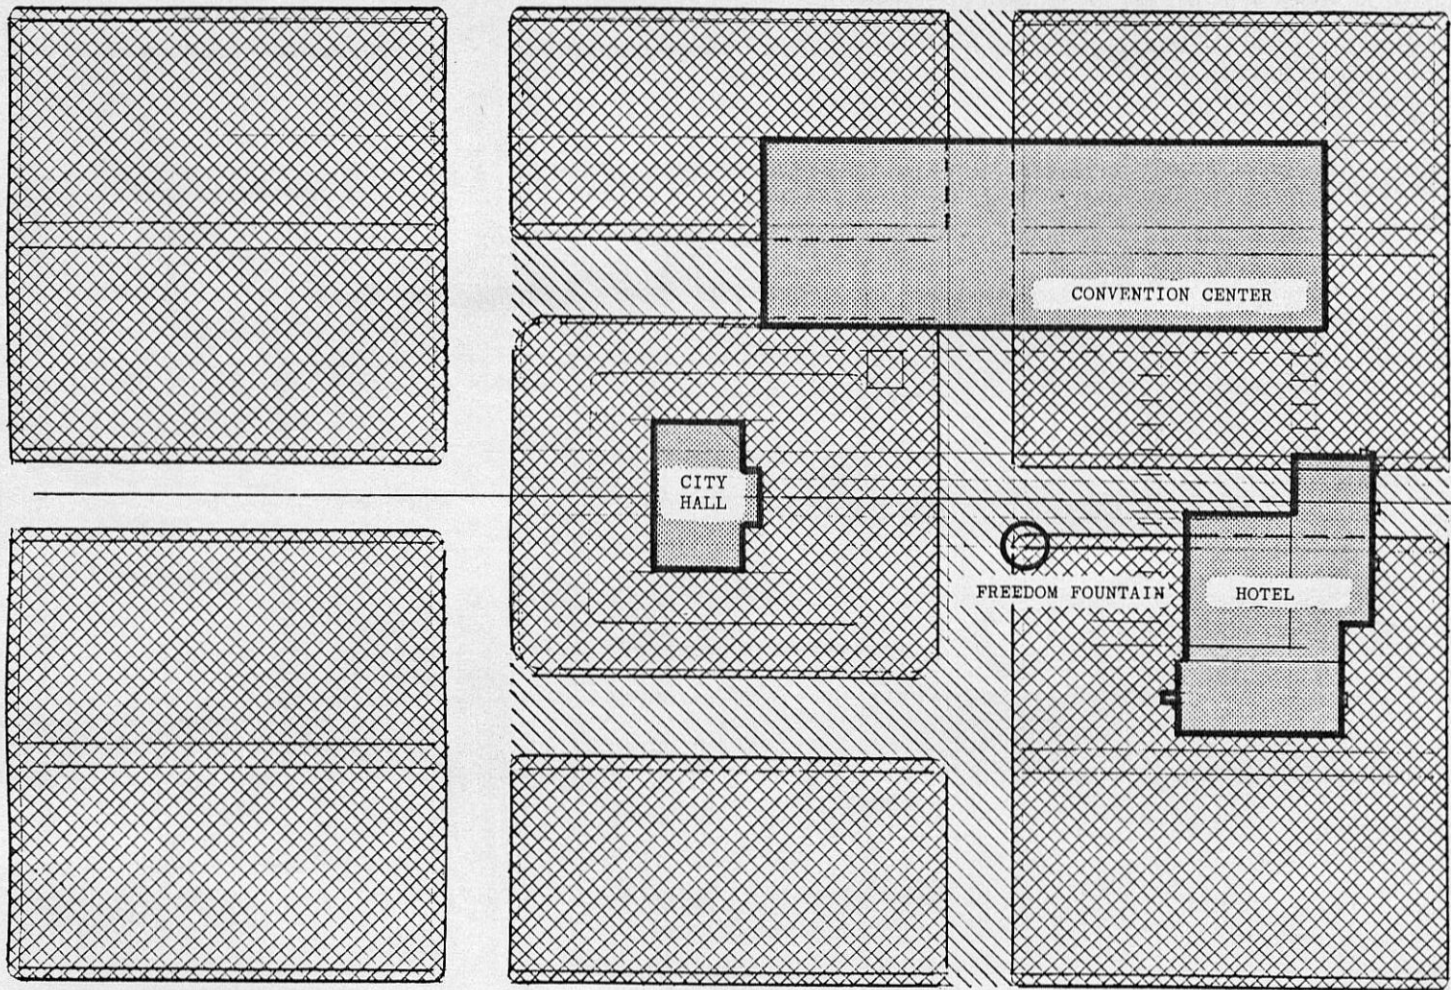 CONVENTION CENTER
CITY
HALL
FREEDOM FOUNTAIN
HOTEL